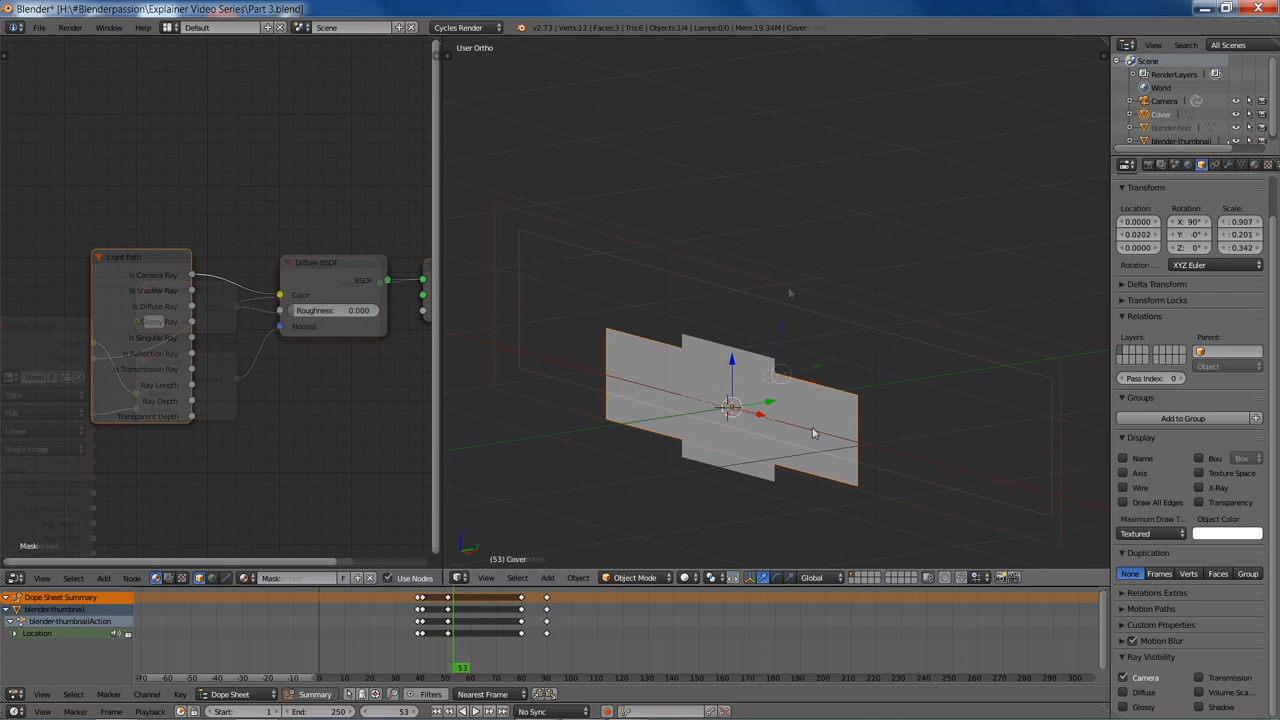 Blender* [H:\#Blenderpassion\Explainer Video Series\Part 3.blend]
File Render Window Help Default Scene Cycles Render v2.73 | Verts:12 | Faces:3 | Tris:6 | Objects:1/4 | Lamps:0/0 | Mem:19.34M | Cover
User Ortho
View Search All Scenes
Scene
RenderLayers
World
Camera
Cover
blender-text
blender-thumbnail
Transform
Location: Rotation: Scale:
0.0000 X: 90° : 0.907
0.0202 Y: -0° : 0.201
0.0000 Z: 0° : 0.342
Rotation ... XYZ Euler
Delta Transform
Transform Locks
Relations
Layers: Parent:
Object
Pass Index: 0
Groups
Add to Group
Display
Name Bou Box
Axis Texture Space
Wire X-Ray
Draw All Edges Transparency
Maximum Draw T... Object Color:
Textured
Duplication
None Frames Verts Faces Group
Relations Extras
Motion Paths
Custom Properties
Motion Blur
Ray Visibility
Camera Transmission
Diffuse Volume Sca...
Glossy Shadow
Light Path
Is Camera Ray
Is Shadow Ray
Is Diffuse Ray
Is Glossy Ray
Is Singular Ray
Is Reflection Ray
Is Transmission Ray
Ray Length
Ray Depth
Transparent Depth
Diffuse BSDF
BSDF
Color
Roughness: 0.000
Normal
Color
Flat
Linear
Single Image
Mask
(53) Cover
View Select Add Node Mask F Use Nodes
View Select Add Object Object Mode Global
Dope Sheet Summary
blender-thumbnail
blender-thumbnailAction
Location
53
-70 -60 -50 -40 -30 -20 -10 0 10 20 30 40 50 60 70 80 90 100 110 120 130 140 150 160 170 180 190 200 210 220 230 240 250 260 270 280 290 300
View Select Marker Channel Key Dope Sheet Summary Filters Nearest Frame
View Marker Frame Playback Start: 1 End: 250 53 No Sync